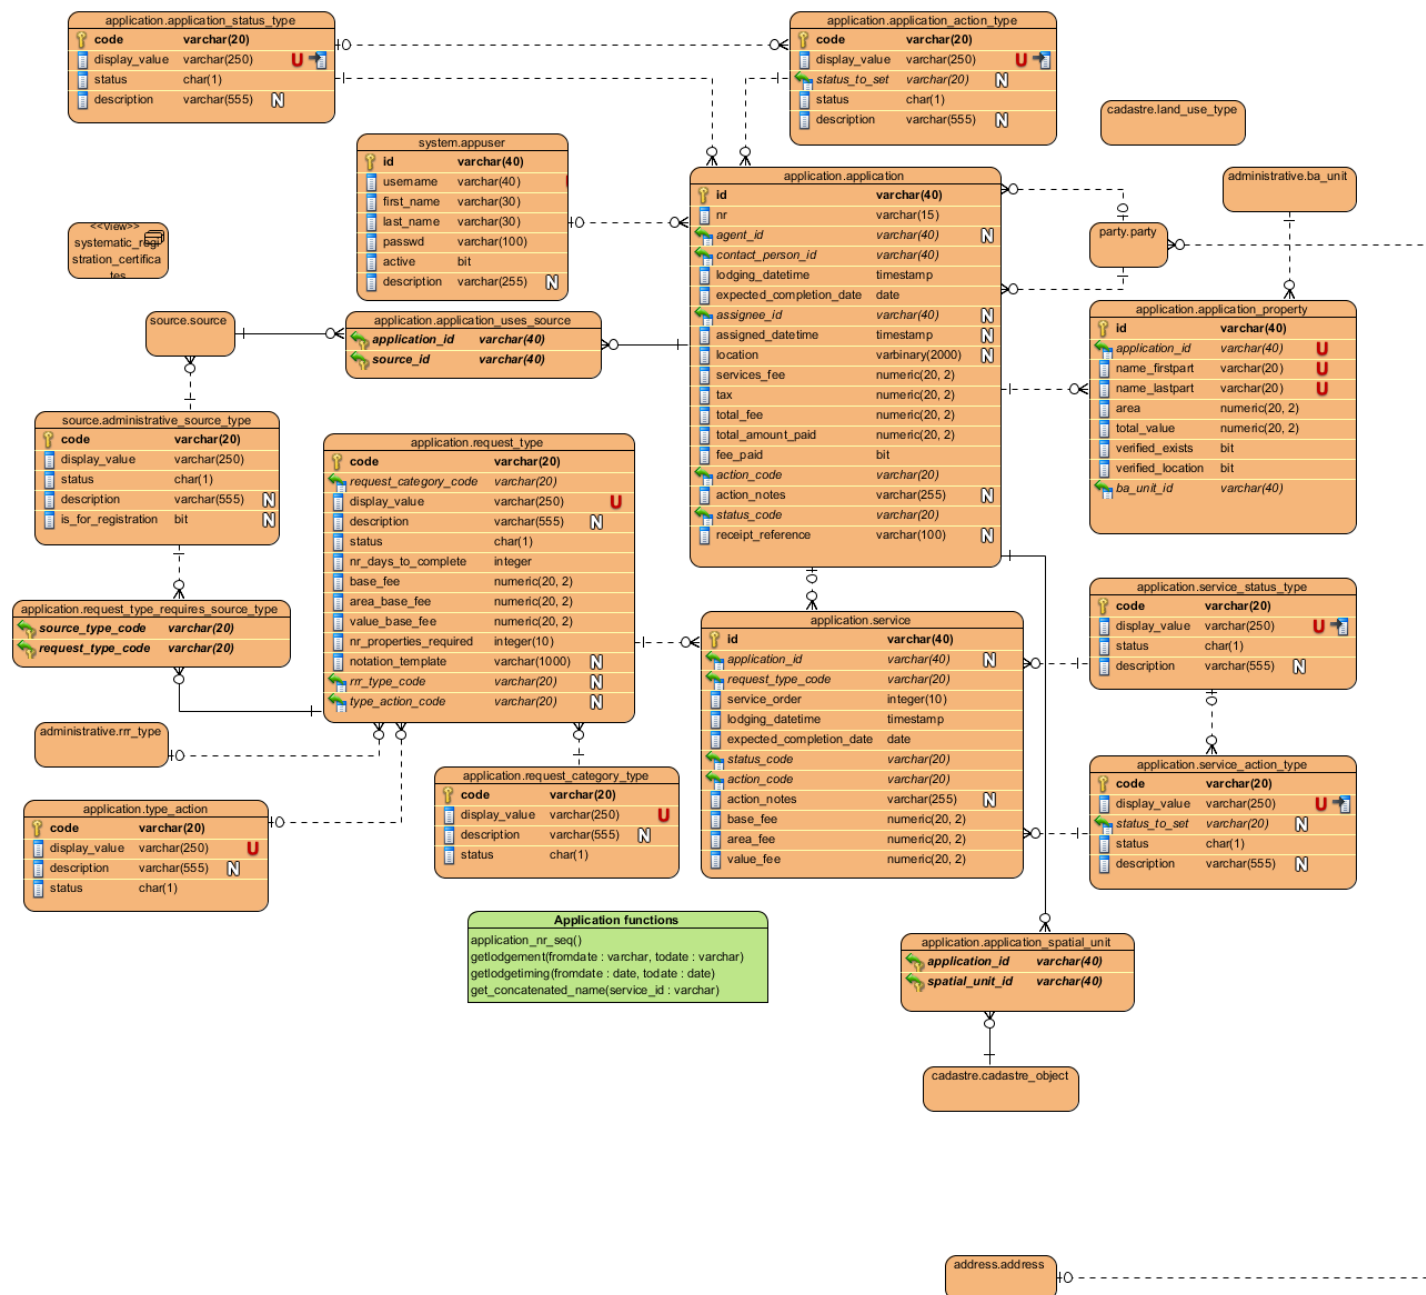 application.application_status_type
code varchar(20)
display_value varchar(250) U
status char(1)
description varchar(555) N
application.application_action_type
code varchar(20)
display_value varchar(250) U
status_to_set varchar(20) N
status char(1)
description varchar(555) N
cadastre.land_use_type
system.appuser
id varchar(40)
username varchar(40)
first_name varchar(30)
last_name varchar(30)
passwd varchar(100)
active bit
description varchar(255) N
application.application
id varchar(40)
nr varchar(15)
agent_id varchar(40) N
contact_person_id varchar(40)
lodging_datetime timestamp
expected_completion_date date
assignee_id varchar(40) N
assigned_datetime timestamp N
location varbinary(2000) N
services_fee numeric(20, 2)
tax numeric(20, 2)
total_fee numeric(20, 2)
total_amount_paid numeric(20, 2)
fee_paid bit
action_code varchar(20)
action_notes varchar(255) N
status_code varchar(20)
receipt_reference varchar(100) N
administrative.ba_unit
party.party
<<View>>
systematic_regi
stration_certifica
tes
source.source
application.application_uses_source
application_id varchar(40)
source_id varchar(40)
application.application_property
id varchar(40)
application_id varchar(40) U
name_firstpart varchar(20) U
name_lastpart varchar(20) U
area numeric(20, 2)
total_value numeric(20, 2)
verified_exists bit
verified_location bit
ba_unit_id varchar(40)
source.administrative_source_type
code varchar(20)
display_value varchar(250)
status char(1)
description varchar(555) N
is_for_registration bit N
application.request_type
code varchar(20)
request_category_code varchar(20)
display_value varchar(250) U
description varchar(555) N
status char(1)
nr_days_to_complete integer
base_fee numeric(20, 2)
area_base_fee numeric(20, 2)
value_base_fee numeric(20, 2)
nr_properties_required integer(10)
notation_template varchar(1000) N
rrr_type_code varchar(20) N
type_action_code varchar(20) N
application.request_type_requires_source_type
source_type_code varchar(20)
request_type_code varchar(20)
application.service
id varchar(40)
application_id varchar(40) N
request_type_code varchar(20)
service_order integer(10)
lodging_datetime timestamp
expected_completion_date date
status_code varchar(20)
action_code varchar(20)
action_notes varchar(255) N
base_fee numeric(20, 2)
area_fee numeric(20, 2)
value_fee numeric(20, 2)
application.service_status_type
code varchar(20)
display_value varchar(250) U
status char(1)
description varchar(555) N
administrative.rrr_type
application.type_action
code varchar(20)
display_value varchar(250) U
description varchar(555) N
status char(1)
application.request_category_type
code varchar(20)
display_value varchar(250) U
description varchar(555) N
status char(1)
application.service_action_type
code varchar(20)
display_value varchar(250) U
status_to_set varchar(20) N
status char(1)
description varchar(555) N
Application functions
application_nr_seq()
getlodgement(fromdate : varchar, todate : varchar)
getlodgetiming(fromdate : date, todate : date)
get_concatenated_name(service_id : varchar)
application.application_spatial_unit
application_id varchar(40)
spatial_unit_id varchar(40)
cadastre.cadastre_object
address.address